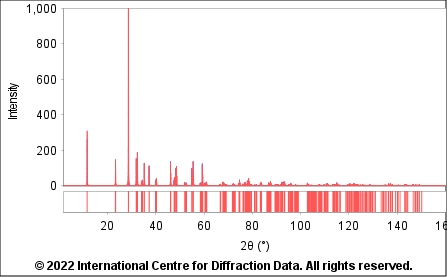 1,000
800
600
400
200
0
Intensity
20 40 60 80 100 120 140 16
2θ (°)
© 2022 International Centre for Diffraction Data. All rights reserved.